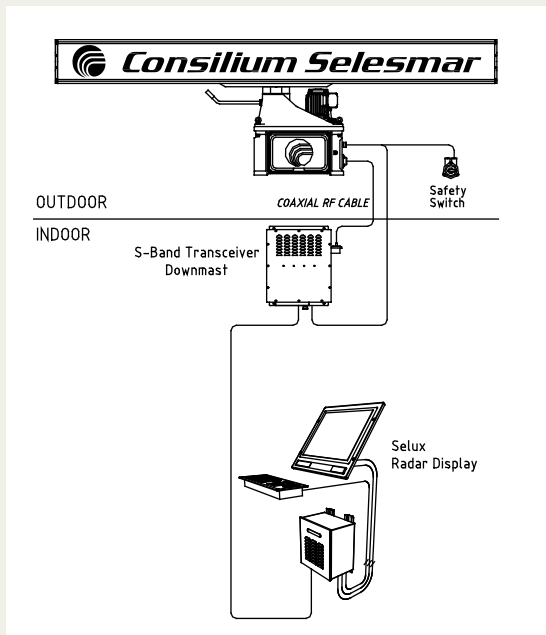 Consilium Selesmar
Safety
Switch
OUTDOOR
COAXIAL RF CABLE
INDOOR
S-Band Transceiver
Downmast
Selux
Radar Display